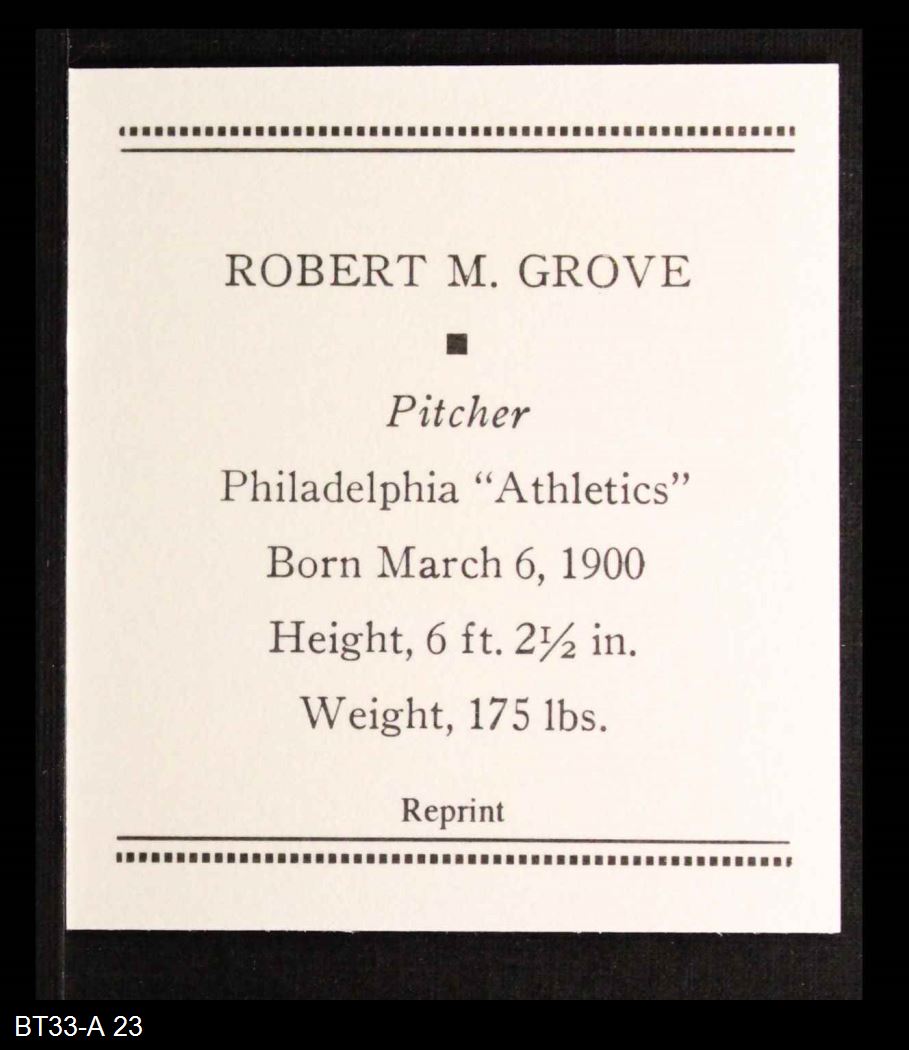 ROBERT M. GROVE
Pitcher
Philadelphia “Athletics”
Born March 6, 1900
Height, 6 ft. 2½ in.
Weight, 175 lbs.
Reprint
BT33-A 23